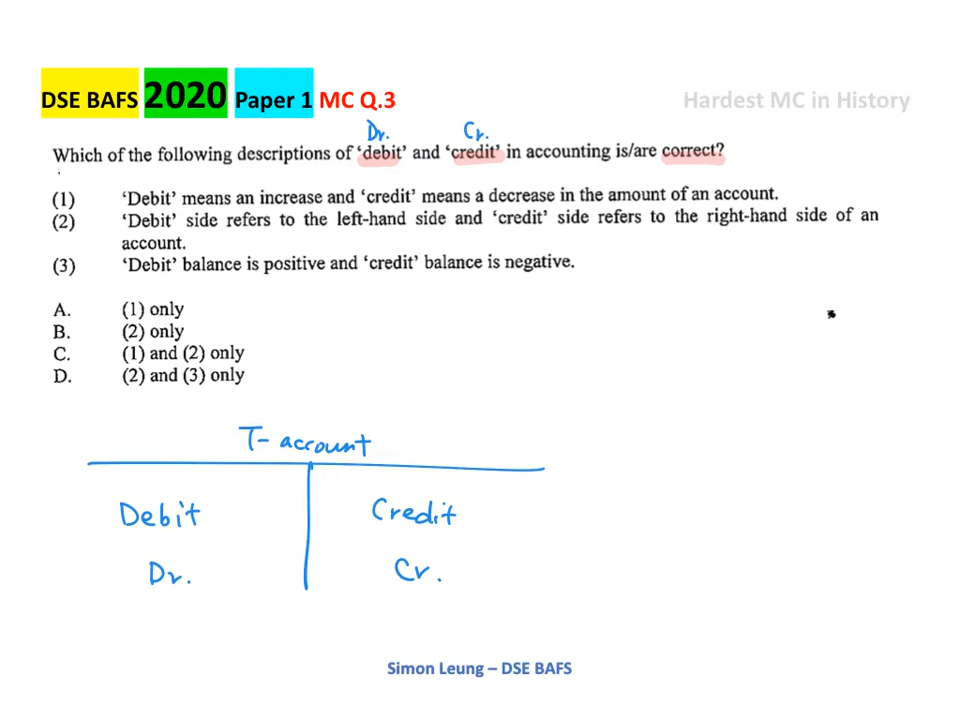 DSE BAFS 2020 Paper 1 MC Q.3
Hardest MC in History
Dr. Cr.
Which of the following descriptions of ‘debit’ and ‘credit’ in accounting is/are correct?
(1) ‘Debit’ means an increase and ‘credit’ means a decrease in the amount of an account.
(2) ‘Debit’ side refers to the left-hand side and ‘credit’ side refers to the right-hand side of an
account.
(3) ‘Debit’ balance is positive and ‘credit’ balance is negative.
A. (1) only
B. (2) only
C. (1) and (2) only
D. (2) and (3) only
T- account
Debit Credit
Dr. Cr.
Simon Leung – DSE BAFS